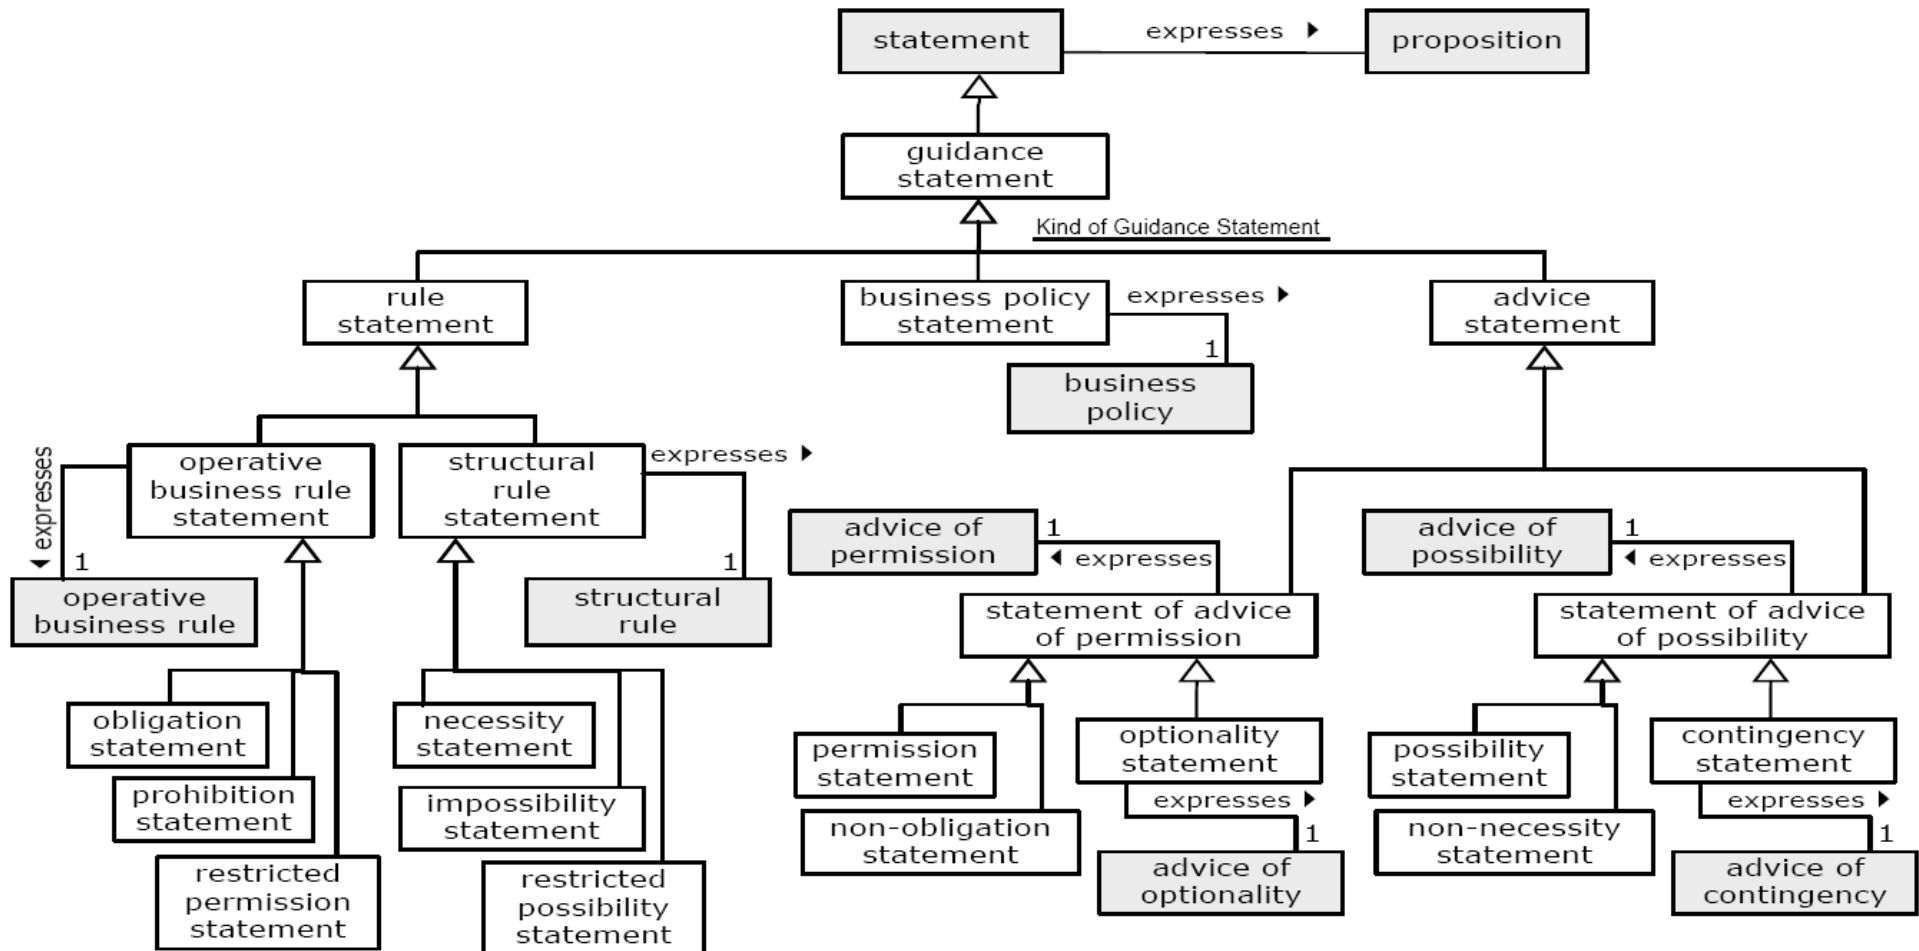 statement
expresses
proposition
guidance
statement
Kind of Guidance Statement
rule
statement
business policy
statement
expresses
1
business
policy
advice
statement
expresses
1
operative
business rule
statement
operative
business rule
structural
rule
statement
expresses
1
structural
rule
advice of
permission
1
expresses
statement of advice
of permission
advice of
possibility
1
expresses
statement of advice
of possibility
obligation
statement
prohibition
statement
restricted
permission
statement
necessity
statement
impossibility
statement
restricted
possibility
statement
permission
statement
non-obligation
statement
optionality
statement
expresses
1
advice of
optionality
possibility
statement
non-necessity
statement
contingency
statement
expresses
1
advice of
contingency